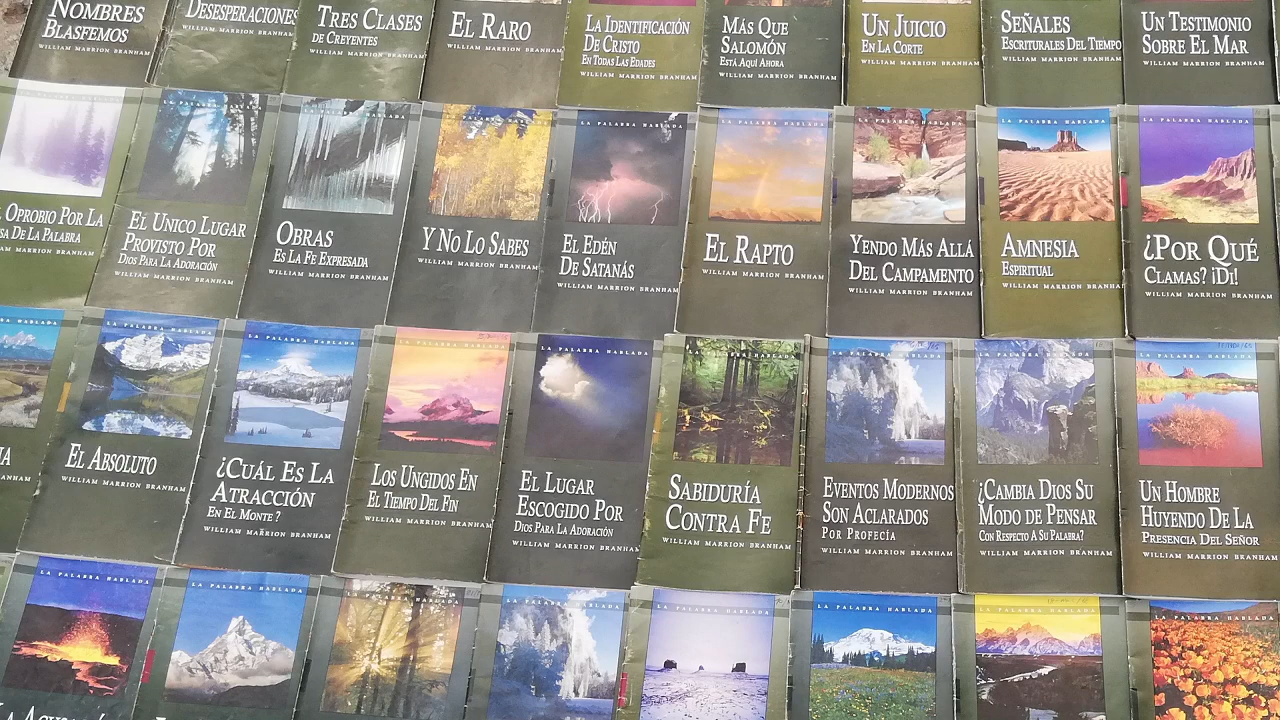 NOMBRES
BLASFEMOS
WILLIAM MARRION BRANHAM
DESESPERACIONES
WILLIAM MARRION BRANHAM
TRES CLASES
DE CREYENTES
WILLIAM MARRION BRANHAM
EL RARO
WILLIAM MARRION BRANHAM
LA IDENTIFICACIÓN
DE CRISTO
EN TODAS LAS EDADES
WILLIAM MARRION BRANHAM
MÁS QUE
SALOMÓN
ESTÁ AQUÍ AHORA
WILLIAM MARRION BRANHAM
UN JUICIO
EN LA CORTE
WILLIAM MARRION BRANHAM
SEÑALES
ESCRITURALES DEL TIEMPO
WILLIAM MARRION BRANHAM
UN TESTIMONIO
SOBRE EL MAR
WILLIAM MARRION BRANHAM
LA PALABRA HABLADA
OPROBIO POR LA
SA DE LA PALABRA
MARRION BRANHAM
LA PALABRA HABLADA
EL UNICO LUGAR
PROVISTO POR
DIOS PARA LA ADORACIÓN
WILLIAM MARRION BRANHAM
LA PALABRA HABLADA
OBRAS
ES LA FE EXPRESADA
WILLIAM MARRION BRANHAM
LA PALABRA HABLADA
Y NO LO SABES
WILLIAM MARRION BRANHAM
LA PALABRA HABLADA
EL EDÉN
DE SATANÁS
WILLIAM MARRION BRANHAM
LA PALABRA HABLADA
EL RAPTO
WILLIAM MARRION BRANHAM
LA PALABRA HABLADA
YENDO MÁS ALLÁ
DEL CAMPAMENTO
WILLIAM MARRION BRANHAM
LA PALABRA HABLADA
AMNESIA
ESPIRITUAL
WILLIAM MARRION BRANHAM
LA PALABRA HABLADA
¿POR QUÉ
CLAMAS? ¡DI!
WILLIAM MARRION BRANHAM
PALABRA HABLADA
IA
BRANHAM
LA PALABRA HABLADA
EL ABSOLUTO
WILLIAM MARRION BRANHAM
LA PALABRA HABLADA
¿CUÁL ES LA
ATRACCIÓN
EN EL MONTE?
WILLIAM MARRION BRANHAM
LA PALABRA HABLADA
LOS UNGIDOS EN
EL TIEMPO DEL FIN
WILLIAM MARRION BRANHAM
LA PALABRA HABLADA
EL LUGAR
ESCOGIDO POR
DIOS PARA LA ADORACIÓN
WILLIAM MARRION BRANHAM
LA PALABRA HABLADA
SABIDURÍA
CONTRA FE
WILLIAM MARRION BRANHAM
LA PALABRA HABLADA
EVENTOS MODERNOS
SON ACLARADOS
POR PROFECÍA
WILLIAM MARRION BRANHAM
LA PALABRA HABLADA
¿CAMBIA DIOS SU
MODO DE PENSAR
CON RESPECTO A SU PALABRA?
WILLIAM MARRION BRANHAM
LA PALABRA HABLADA
UN HOMBRE
HUYENDO DE LA
PRESENCIA DEL SEÑOR
WILLIAM MARRION BRANHAM
LA PALABRA HABLADA
LA PALABRA HABLADA
LA PALABRA HABLADA
LA PALABRA HABLADA
LA PALABRA HABLADA
LA PALABRA HABLADA
LA PALABRA HABLADA
LA PALABRA HABLADA